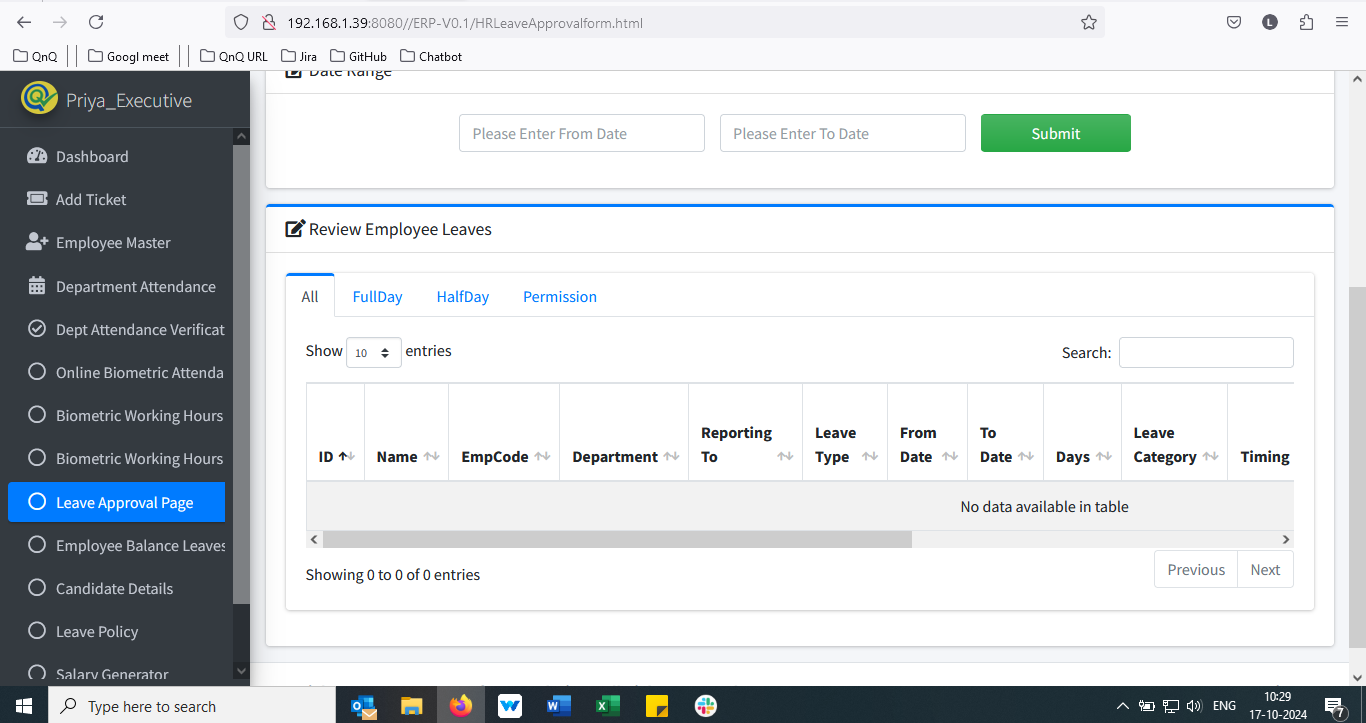 192.168.1.39:8080//ERP-V0.1/HRLeaveApprovalform.html
L
QnQ
Googl meet
QnQ URL
Jira
GitHub
Chatbot
Priya_Executive
Dashboard
Add Ticket
Employee Master
Department Attendance
Dept Attendance Verificat
Online Biometric Attenda
Biometric Working Hours
Biometric Working Hours
Leave Approval Page
Employee Balance Leaves
Candidate Details
Leave Policy
Salary Generator
Date Range
Please Enter From Date
Please Enter To Date
Submit
Review Employee Leaves
All
FullDay
HalfDay
Permission
Show 10 entries
Search:
ID
Name
EmpCode
Department
Reporting
To
Leave
Type
From
Date
To
Date
Days
Leave
Category
Timing
No data available in table
Showing 0 to 0 of 0 entries
Previous
Next
Type here to search
ENG
10:29
17-10-2024
7